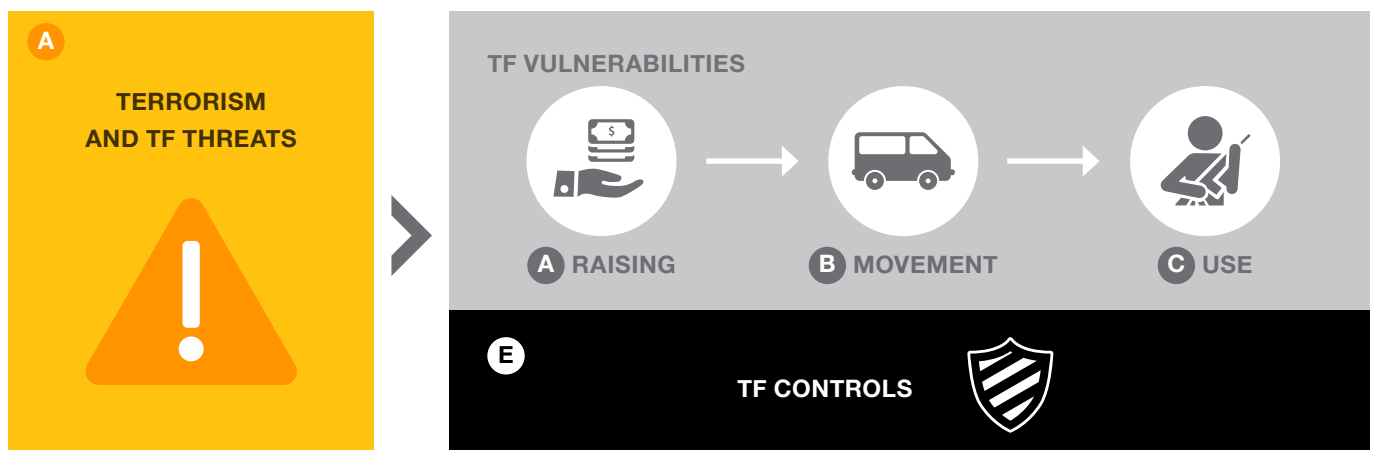 A
TERRORISM
AND TF THREATS
TF VULNERABILITIES
$
A RAISING
B MOVEMENT
C USE
E
TF CONTROLS